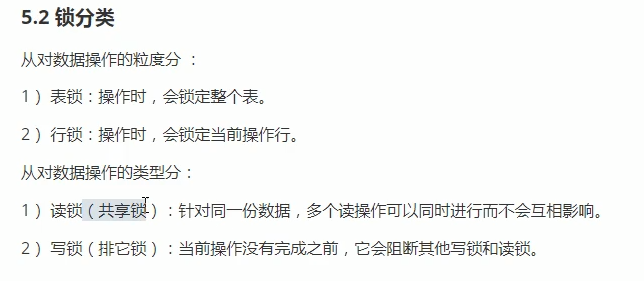 5.2 锁分类
从对数据操作的粒度分 ：
1 ） 表锁：操作时，会锁定整个表。
2 ） 行锁：操作时，会锁定当前操作行。
从对数据操作的类型分：
1 ） 读锁（共享锁）：针对同一份数据，多个读操作可以同时进行而不会互相影响。
2 ） 写锁（排它锁）：当前操作没有完成之前，它会阻断其他写锁和读锁。